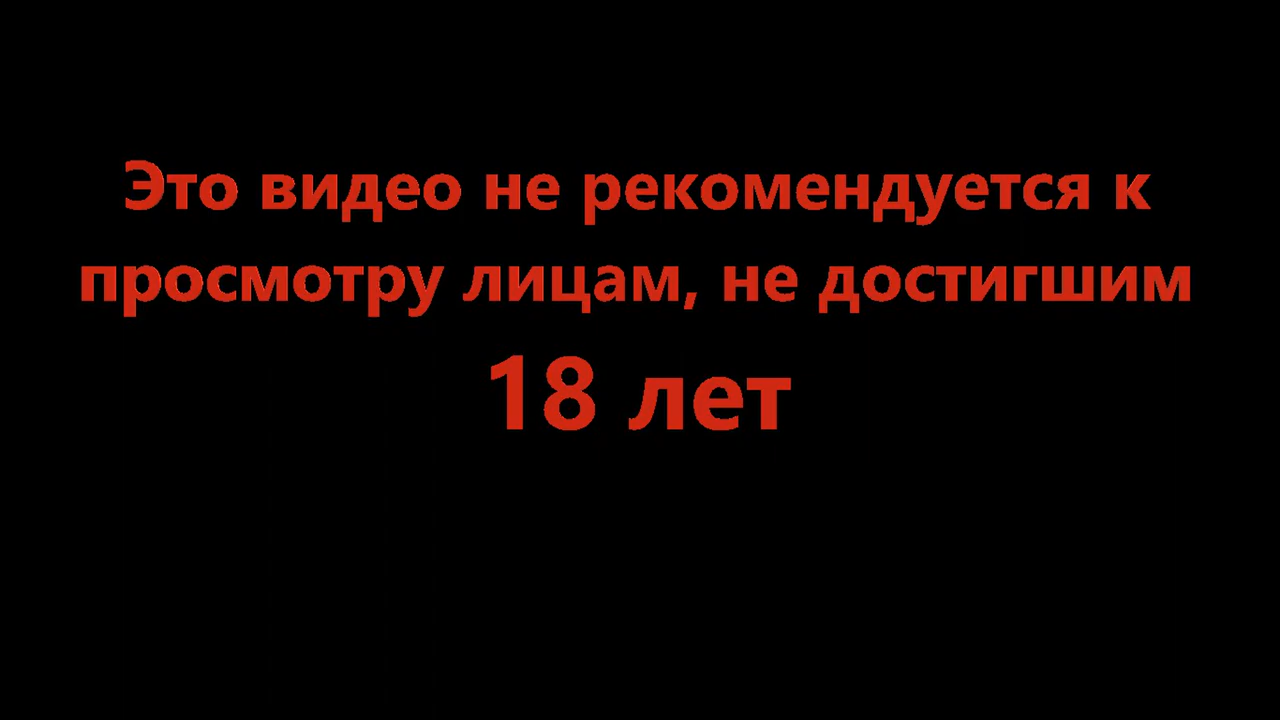 Это видео не рекомендуется к
просмотру лицам, не достигшим
18 лет